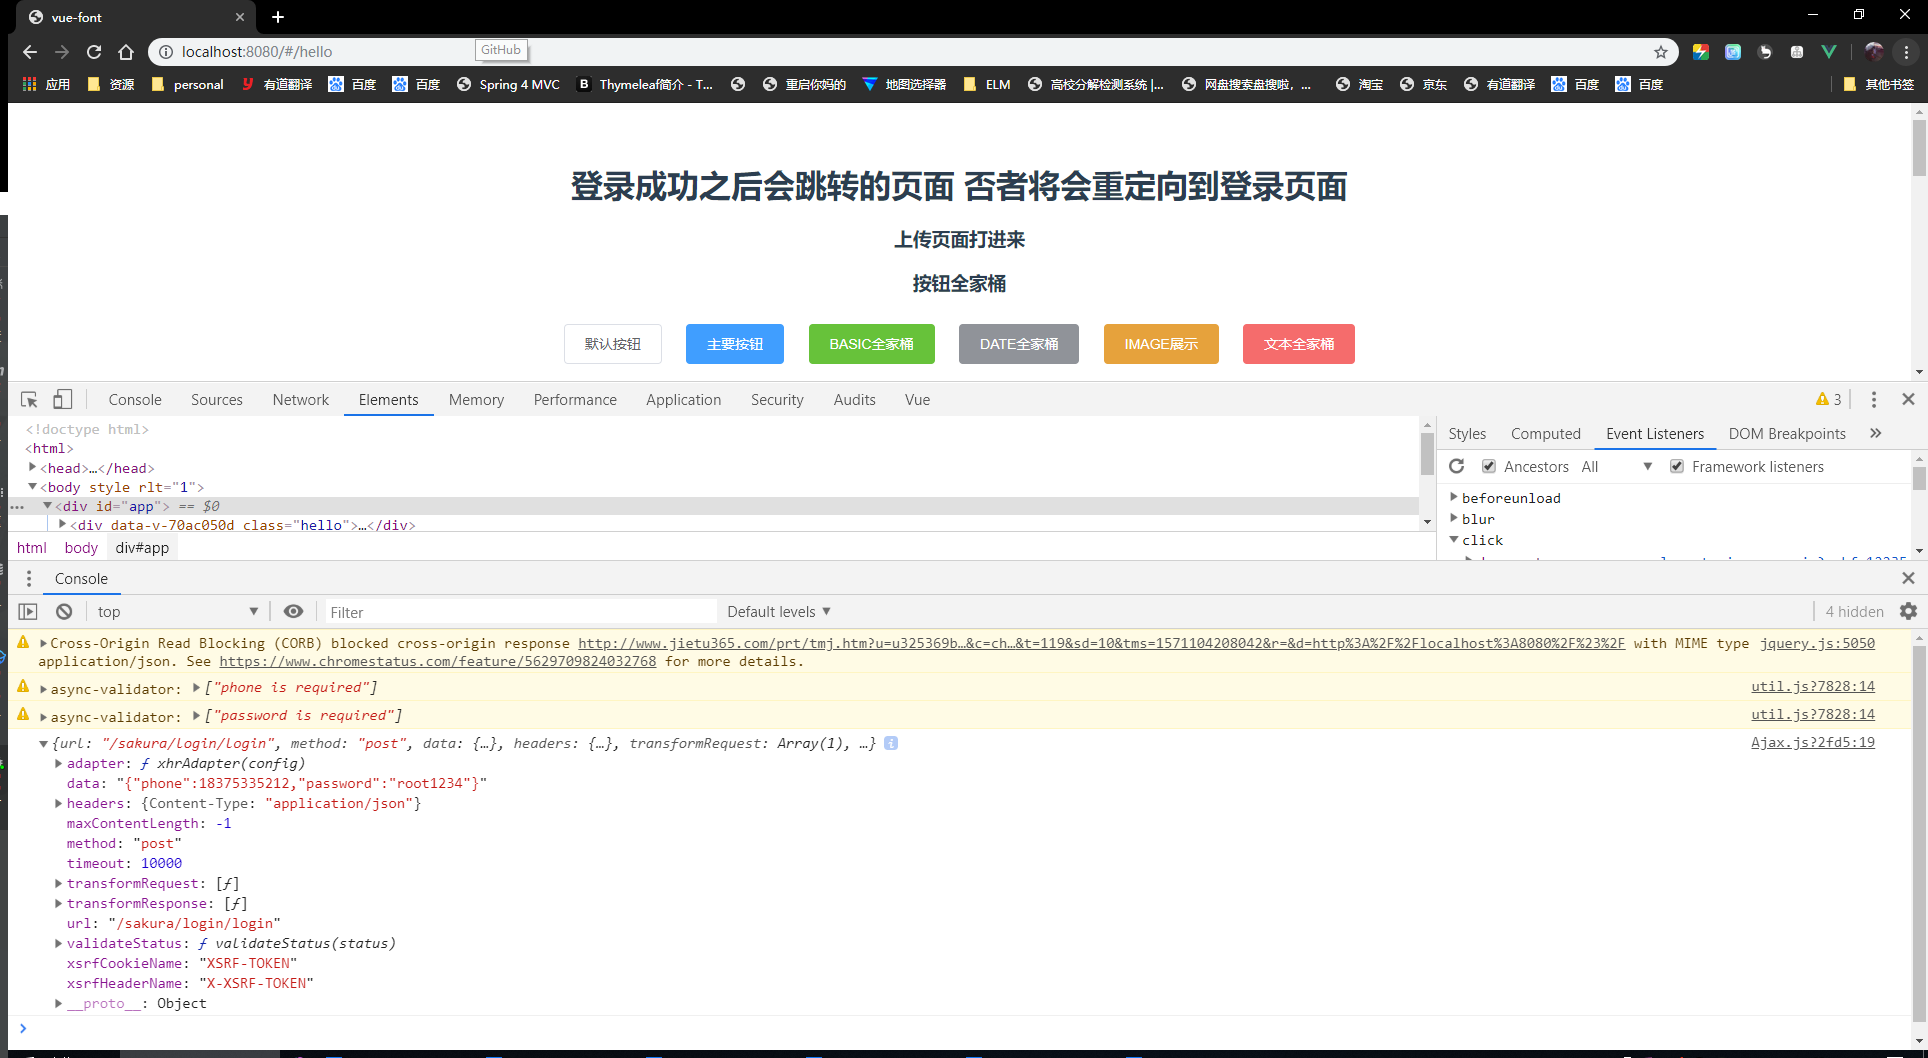 vue-font
localhost:8080/#/hello
GitHub
应用 资源 personal 有道翻译 百度 百度 Spring 4 MVC Thymeleaf简介 - T... 重启你妈的 地图选择器 ELM 高校分解检测系统 |... 网盘搜索盘搜啦，... 淘宝 京东 有道翻译 百度 百度 其他书签
登录成功之后会跳转的页面 否者将会重定向到登录页面
上传页面打进来
按钮全家桶
默认按钮 主要按钮 BASIC全家桶 DATE全家桶 IMAGE展示 文本全家桶
Console Sources Network Elements Memory Performance Application Security Audits Vue 3
<!doctype html>
<html>
<head>…</head>
<body style rlt="1">
<div id="app"> == $0
<div data-v-70ac050d class="hello">…</div>
html body div#app
Styles Computed Event Listeners DOM Breakpoints »
Ancestors All Framework listeners
beforeunload
blur
click
Console
top Filter Default levels 4 hidden
Cross-Origin Read Blocking (CORB) blocked cross-origin response http://www.jietu365.com/prt/tmj.htm?u=u325369b…&c=ch…&t=119&sd=10&tms=1571104208042&r=&d=http%3A%2F%2Flocalhost%3A8080%2F%23%2F with MIME type jquery.js:5050
application/json. See https://www.chromestatus.com/feature/5629709824032768 for more details.
async-validator: ["phone is required"] util.js?7828:14
async-validator: ["password is required"] util.js?7828:14
{url: "/sakura/login/login", method: "post", data: {…}, headers: {…}, transformRequest: Array(1), …} Ajax.js?2fd5:19
adapter: ƒ xhrAdapter(config)
data: "{"phone":18375335212,"password":"root1234"}"
headers: {Content-Type: "application/json"}
maxContentLength: -1
method: "post"
timeout: 10000
transformRequest: [ƒ]
transformResponse: [ƒ]
url: "/sakura/login/login"
validateStatus: ƒ validateStatus(status)
xsrfCookieName: "XSRF-TOKEN"
xsrfHeaderName: "X-XSRF-TOKEN"
__proto__: Object